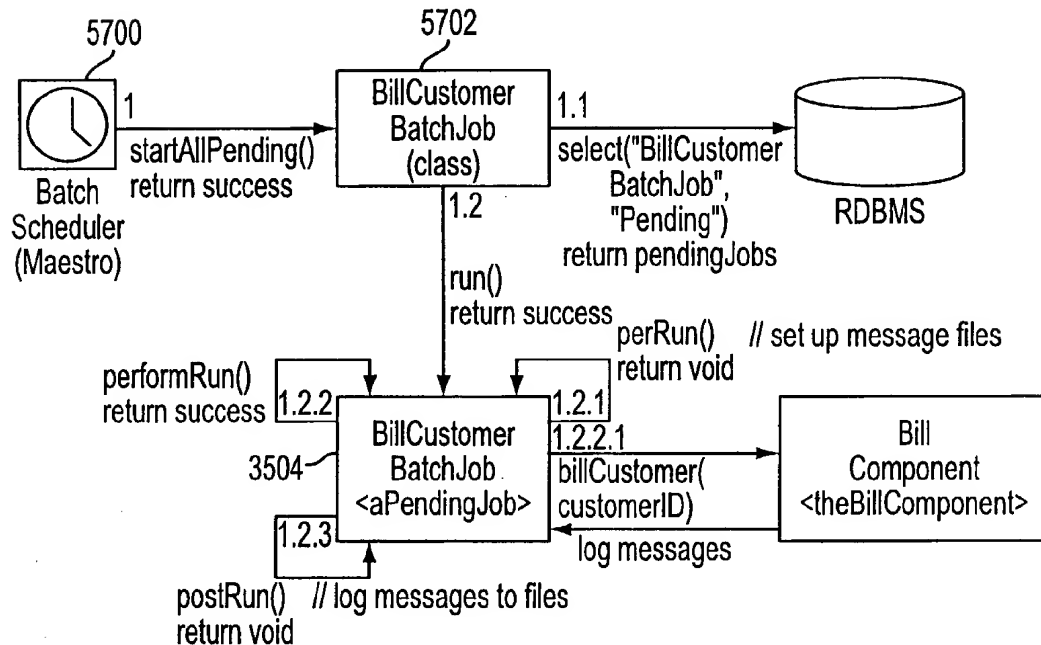 5700
5702
1
startAllPending()
return success
Batch
Scheduler
(Maestro)
BillCustomer
BatchJob
(class)
1.1
select("BillCustomer
BatchJob",
"Pending")
return pendingJobs
RDBMS
1.2
run()
return success
perRun() // set up message files
return void
performRun()
return success
1.2.2
1.2.1
3504
BillCustomer
BatchJob
<aPendingJob>
1.2.2.1
billCustomer(
customerID)
log messages
Bill
Component
<theBillComponent>
1.2.3
postRun() // log messages to files
return void